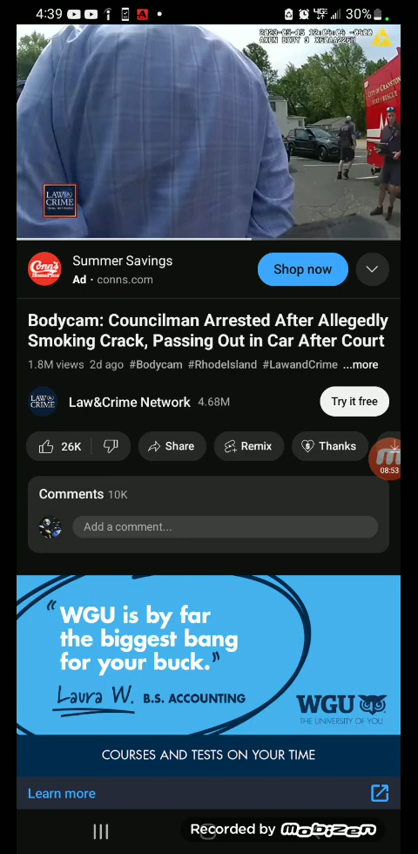 4:39
30%
LAW&
CRIME
Summer Savings
Ad · conns.com
Shop now
Bodycam: Councilman Arrested After Allegedly
Smoking Crack, Passing Out in Car After Court
1.8M views 2d ago #Bodycam #RhodeIsland #LawandCrime ...more
LAW&
CRIME
Law&Crime Network 4.68M
Try it free
26K
Share
Remix
Thanks
08:53
Comments 10K
Add a comment...
"WGU is by far
the biggest bang
for your buck."
Laura W. B.S. ACCOUNTING
WGU
THE UNIVERSITY OF YOU
COURSES AND TESTS ON YOUR TIME
Learn more
Recorded by MOBIZEN